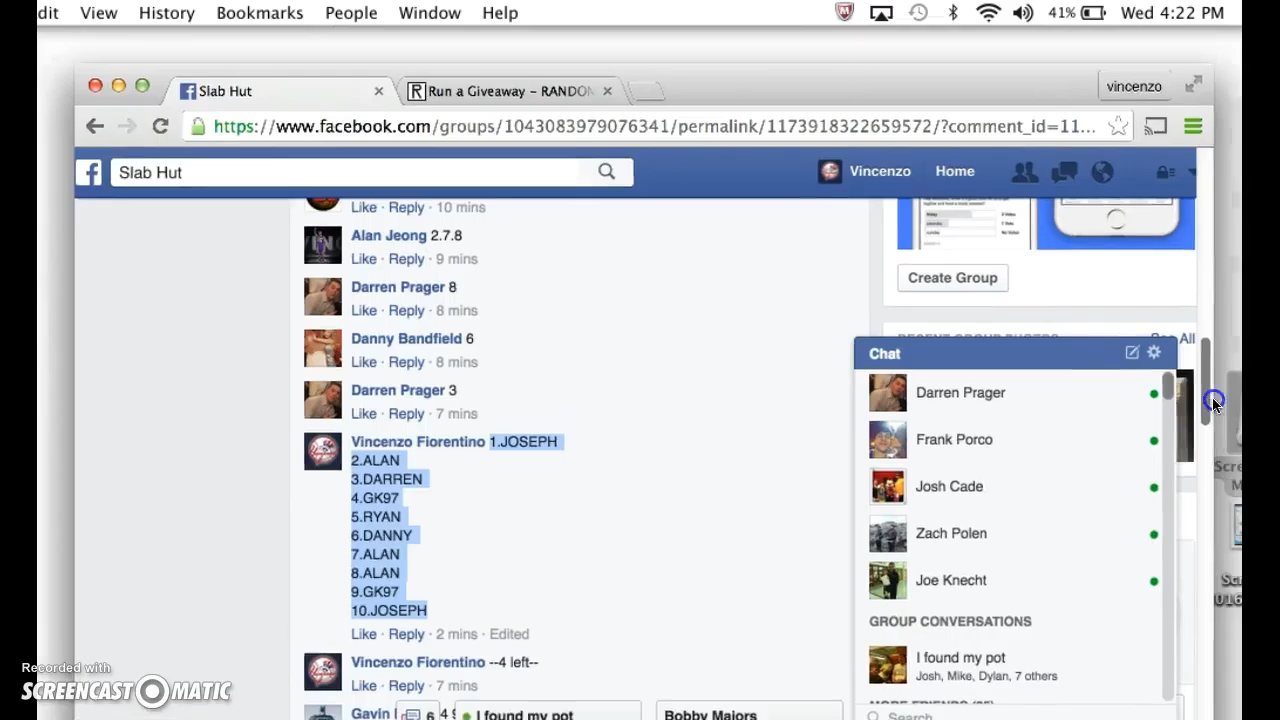 dit View History Bookmarks People Window Help 41% Wed 4:22 PM
Slab Hut Run a Giveaway – RANDOM vincenzo
https://www.facebook.com/groups/1043083979076341/permalink/1173918322659572/?comment_id=11...
Slab Hut Vincenzo Home
Like · Reply · 10 mins
Alan Jeong 2.7.8
Like · Reply · 9 mins
Darren Prager 8
Like · Reply · 8 mins
Danny Bandfield 6
Like · Reply · 8 mins
Darren Prager 3
Like · Reply · 7 mins
Vincenzo Fiorentino 1.JOSEPH
2.ALAN
3.DARREN
4.GK97
5.RYAN
6.DANNY
7.ALAN
8.ALAN
9.GK97
10.JOSEPH
Like · Reply · 2 mins · Edited
Vincenzo Fiorentino --4 left--
Like · Reply · 7 mins
Gavin
6
I found my pot
Bobby Majors
Create Group
RECENT GROUP PHOTOS See All
Chat
Darren Prager
Frank Porco
Josh Cade
Zach Polen
Joe Knecht
GROUP CONVERSATIONS
I found my pot
Josh, Mike, Dylan, 7 others
Search
Recorded with
SCREENCAST-O-MATIC